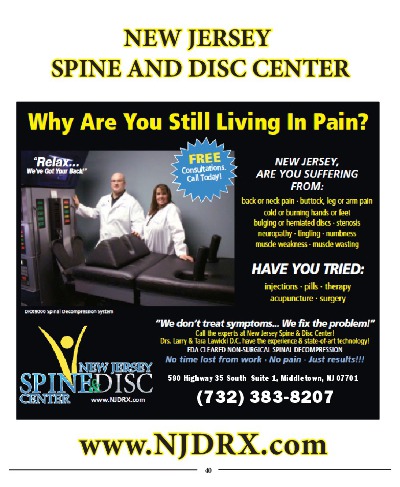 NEW JERSEY
SPINE AND DISC CENTER
Why Are You Still Living In Pain?
"Relax...
We've Got Your Back!"
FREE
Consultations.
Call Today!
NEW JERSEY,
ARE YOU SUFFERING
FROM:
back or neck pain · buttock, leg or arm pain
cold or burning hands or feet
bulging or herniated discs · stenosis
neuropathy · tingling · numbness
muscle weakness · muscle wasting
HAVE YOU TRIED:
injections · pills · therapy
acupuncture · surgery
DRX9000 Spinal Decompression System
"We don't treat symptoms... We fix the problem!"
Call the experts at New Jersey Spine & Disc Center!
Drs. Larry & Tara Lawicki D.C. have the experience & state-of-art technology!
FDA CLEARED NON-SURGICAL SPINAL DECOMPRESSION
No time lost from work · No pain · Just results!!!
NEW JERSEY
SPINE & DISC
CENTER
www.NJDRX.com
500 Highway 35 South Suite 1, Middletown, NJ 07701
(732) 383-8207
www.NJDRX.com
40